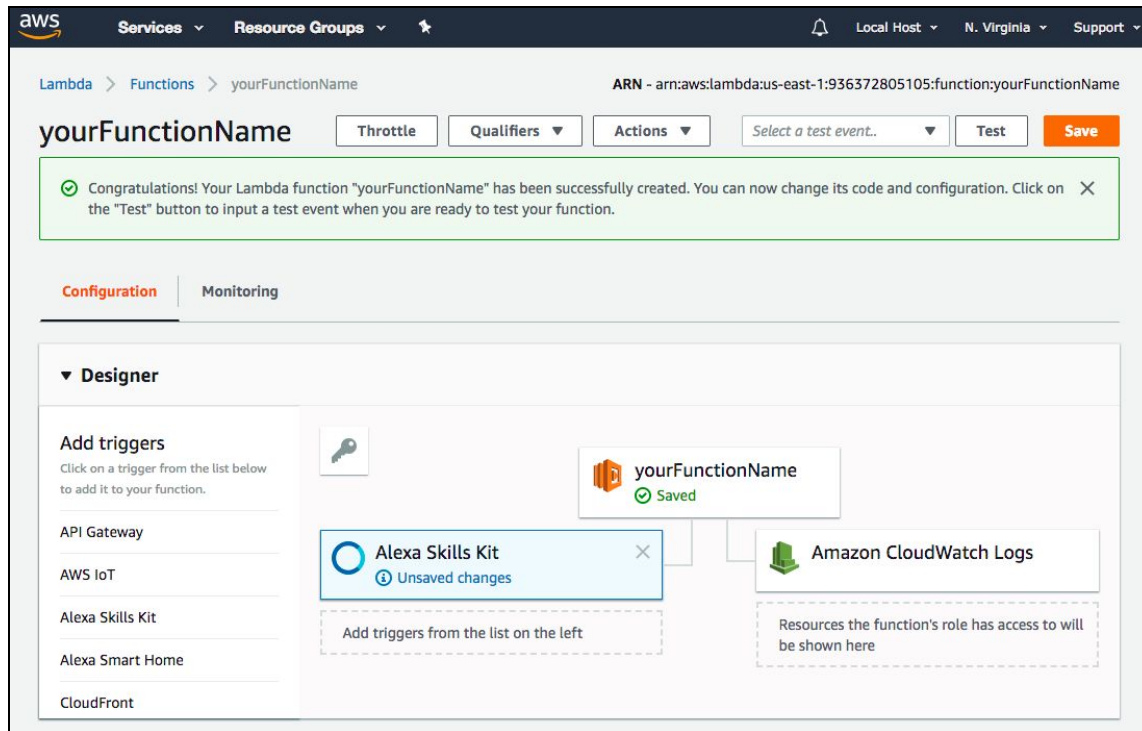 aws Services Resource Groups Local Host N. Virginia Support
Lambda > Functions > yourFunctionName ARN - arn:aws:lambda:us-east-1:936372805105:function:yourFunctionName
yourFunctionName Throttle Qualifiers Actions Select a test event.. Test Save
Congratulations! Your Lambda function "yourFunctionName" has been successfully created. You can now change its code and configuration. Click on
the "Test" button to input a test event when you are ready to test your function.
Configuration Monitoring
Designer
Add triggers
Click on a trigger from the list below
to add it to your function.
API Gateway
AWS IoT
Alexa Skills Kit
Alexa Smart Home
CloudFront
yourFunctionName
Saved
Alexa Skills Kit
Unsaved changes
Add triggers from the list on the left
Amazon CloudWatch Logs
Resources the function's role has access to will
be shown here